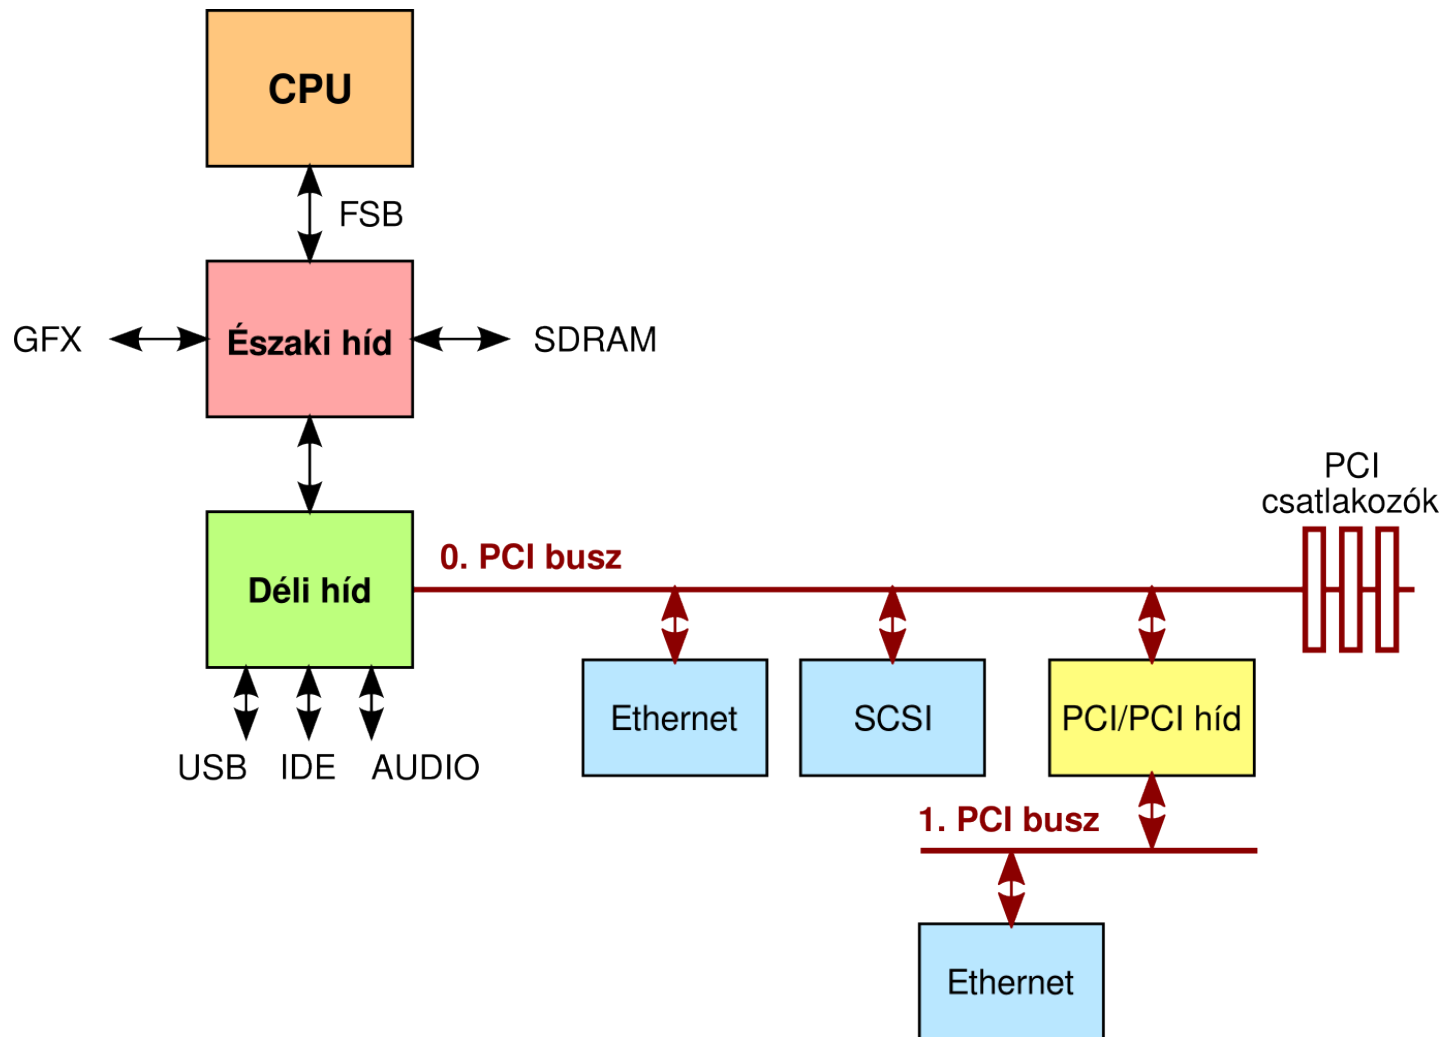 CPU
FSB
GFX
Északi híd
SDRAM
PCI
csatlakozók
0. PCI busz
Déli híd
Ethernet
SCSI
PCI/PCI híd
USB
IDE
AUDIO
1. PCI busz
Ethernet